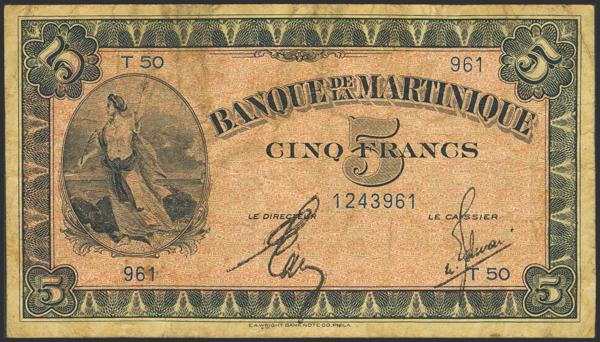 5 5
T 50 961
BANQUE DE LA MARTINIQUE
5
CINQ FRANCS
1243961
LE DIRECTEUR LE CAISSIER
961 T 50
5 5
E.A.WRIGHT BANK NOTE CO. PHILA